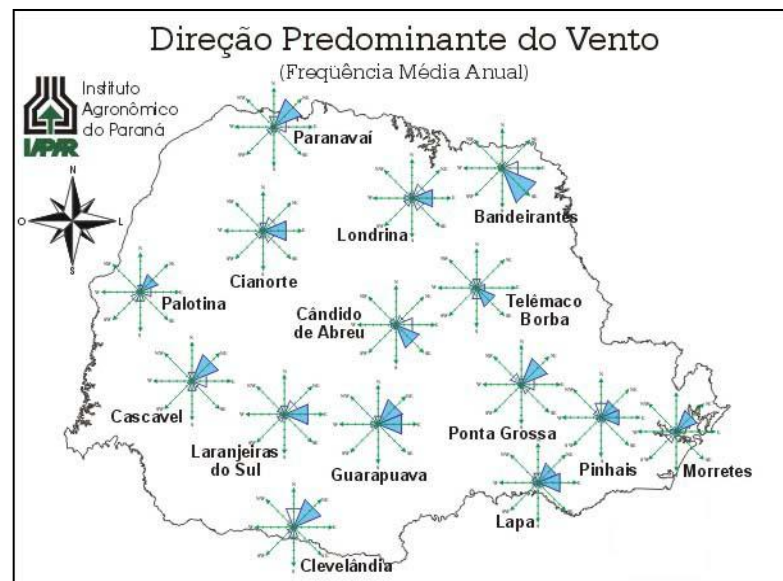 Direção Predominante do Vento
(Freqüência Média Anual)
Instituto
Agronômico
do Paraná
IAPAR
N
O
L
S
Paranavaí
Bandeirantes
Londrina
Cianorte
Palotina
Telêmaco
Borba
Cândido
de Abreu
Cascavel
Laranjeiras
do Sul
Guarapuava
Ponta Grossa
Pinhais
Morretes
Lapa
Clevelândia